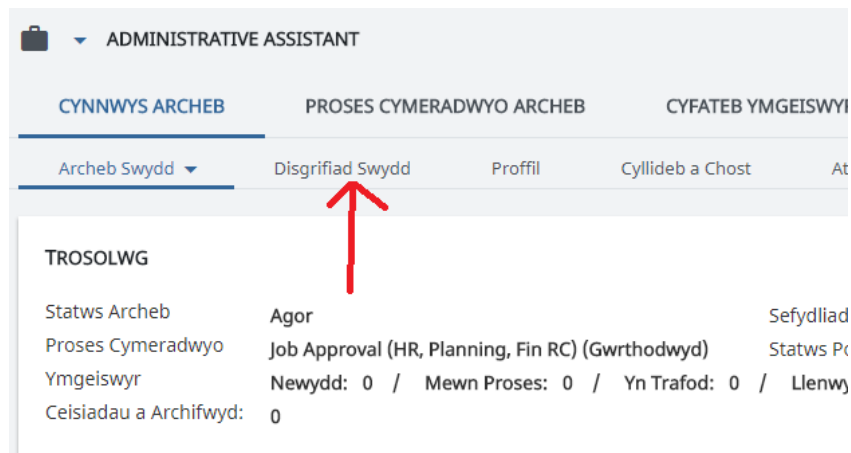 ADMINISTRATIVE ASSISTANT
CYNNWYS ARCHEB PROSES CYMERADWYO ARCHEB CYFATEB
Archeb Swydd Disgrifiad Swydd Proffil Cyllideb a Chost
TROSOLWG
Statws Archeb Agor Sefydliad
Proses Cymeradwyo Job Approval (HR, Planning, Fin RC) (Gwrthodwyd) Statws
Ymgeiswyr Newydd: 0 / Mewn Proses: 0 / Yn Trafod: 0 /
Ceisiadau a Archifwyd: 0